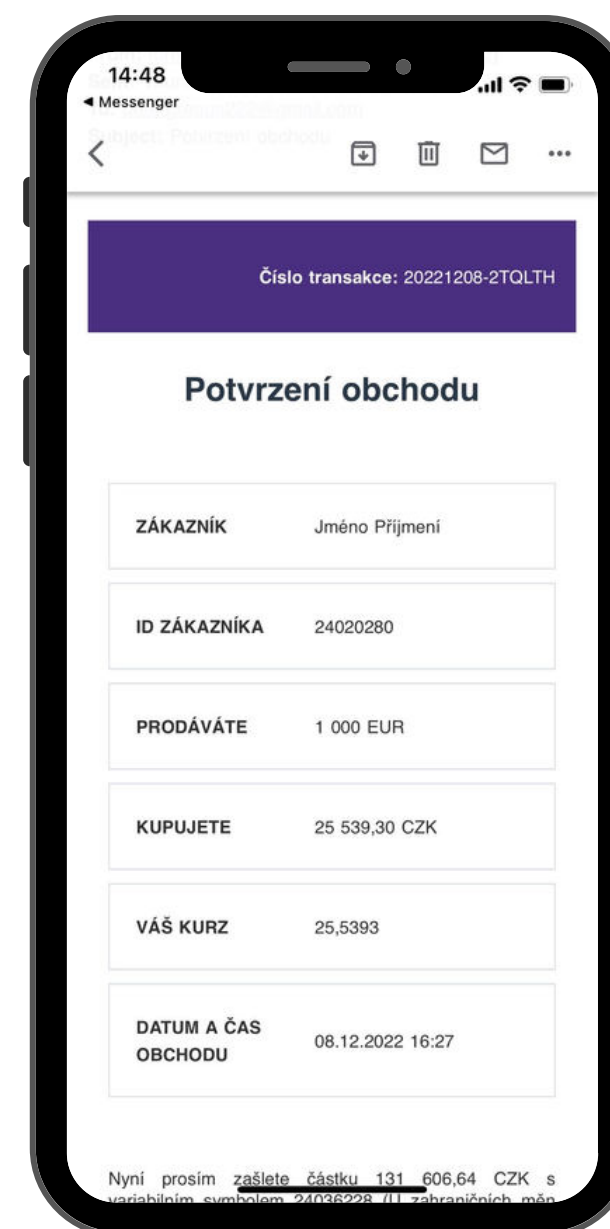 14:48
◀ Messenger
Subject: Potvrzení obchodu
Číslo transakce: 20221208-2TQLTH
Potvrzení obchodu
ZÁKAZNÍK Jméno Příjmení
ID ZÁKAZNÍKA 24020280
PRODÁVÁTE 1 000 EUR
KUPUJETE 25 539,30 CZK
VÁŠ KURZ 25,5393
DATUM A ČAS
OBCHODU 08.12.2022 16:27
Nyní prosím zašlete částku 131 606,64 CZK s
variabilním symbolem 24036228 (U zahraničních měn